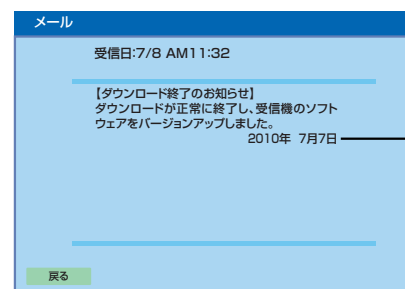 メール
受信日:7/8 AM11:32
【ダウンロード終了のお知らせ】
ダウンロードが正常に終了し、受信機のソフト
ウェアをバージョンアップしました。
2010年 7月7日
戻る